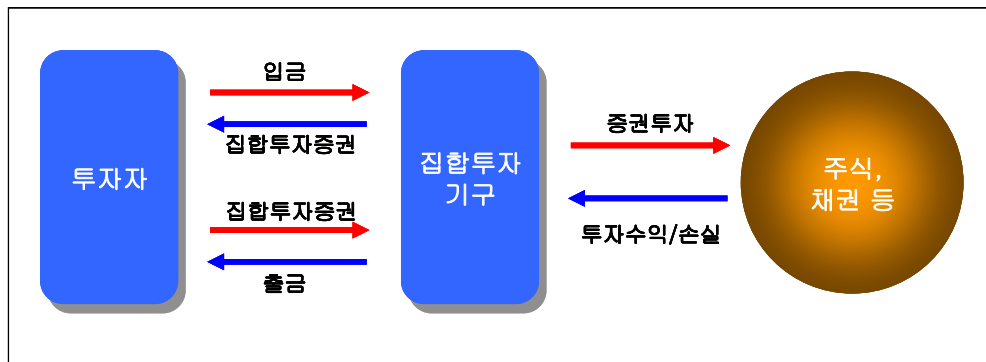 투자자
입금
집합투자증권
집합투자증권
출금
집합투자
기구
증권투자
투자수익/손실
주식,
채권 등